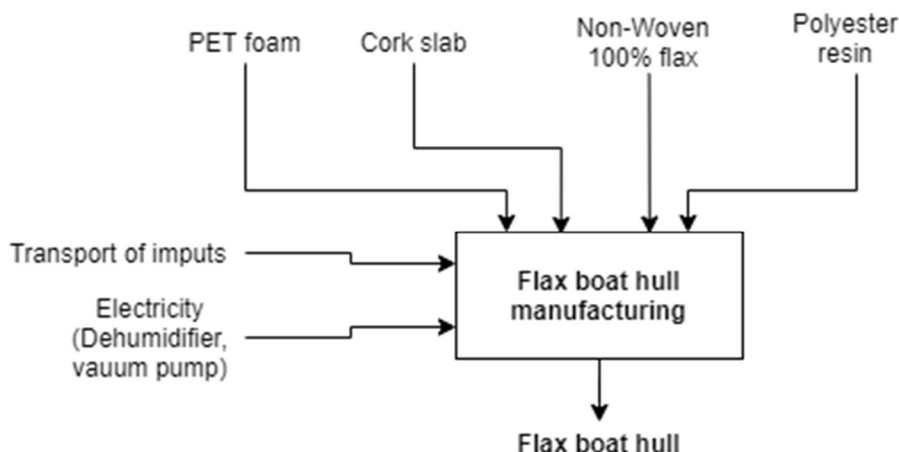 PET foam
Cork slab
Non-Woven
100% flax
Polyester
resin
Transport of imputs
Electricity
(Dehumidifier,
vauum pump)
Flax boat hull
manufacturing
Flax boat hull